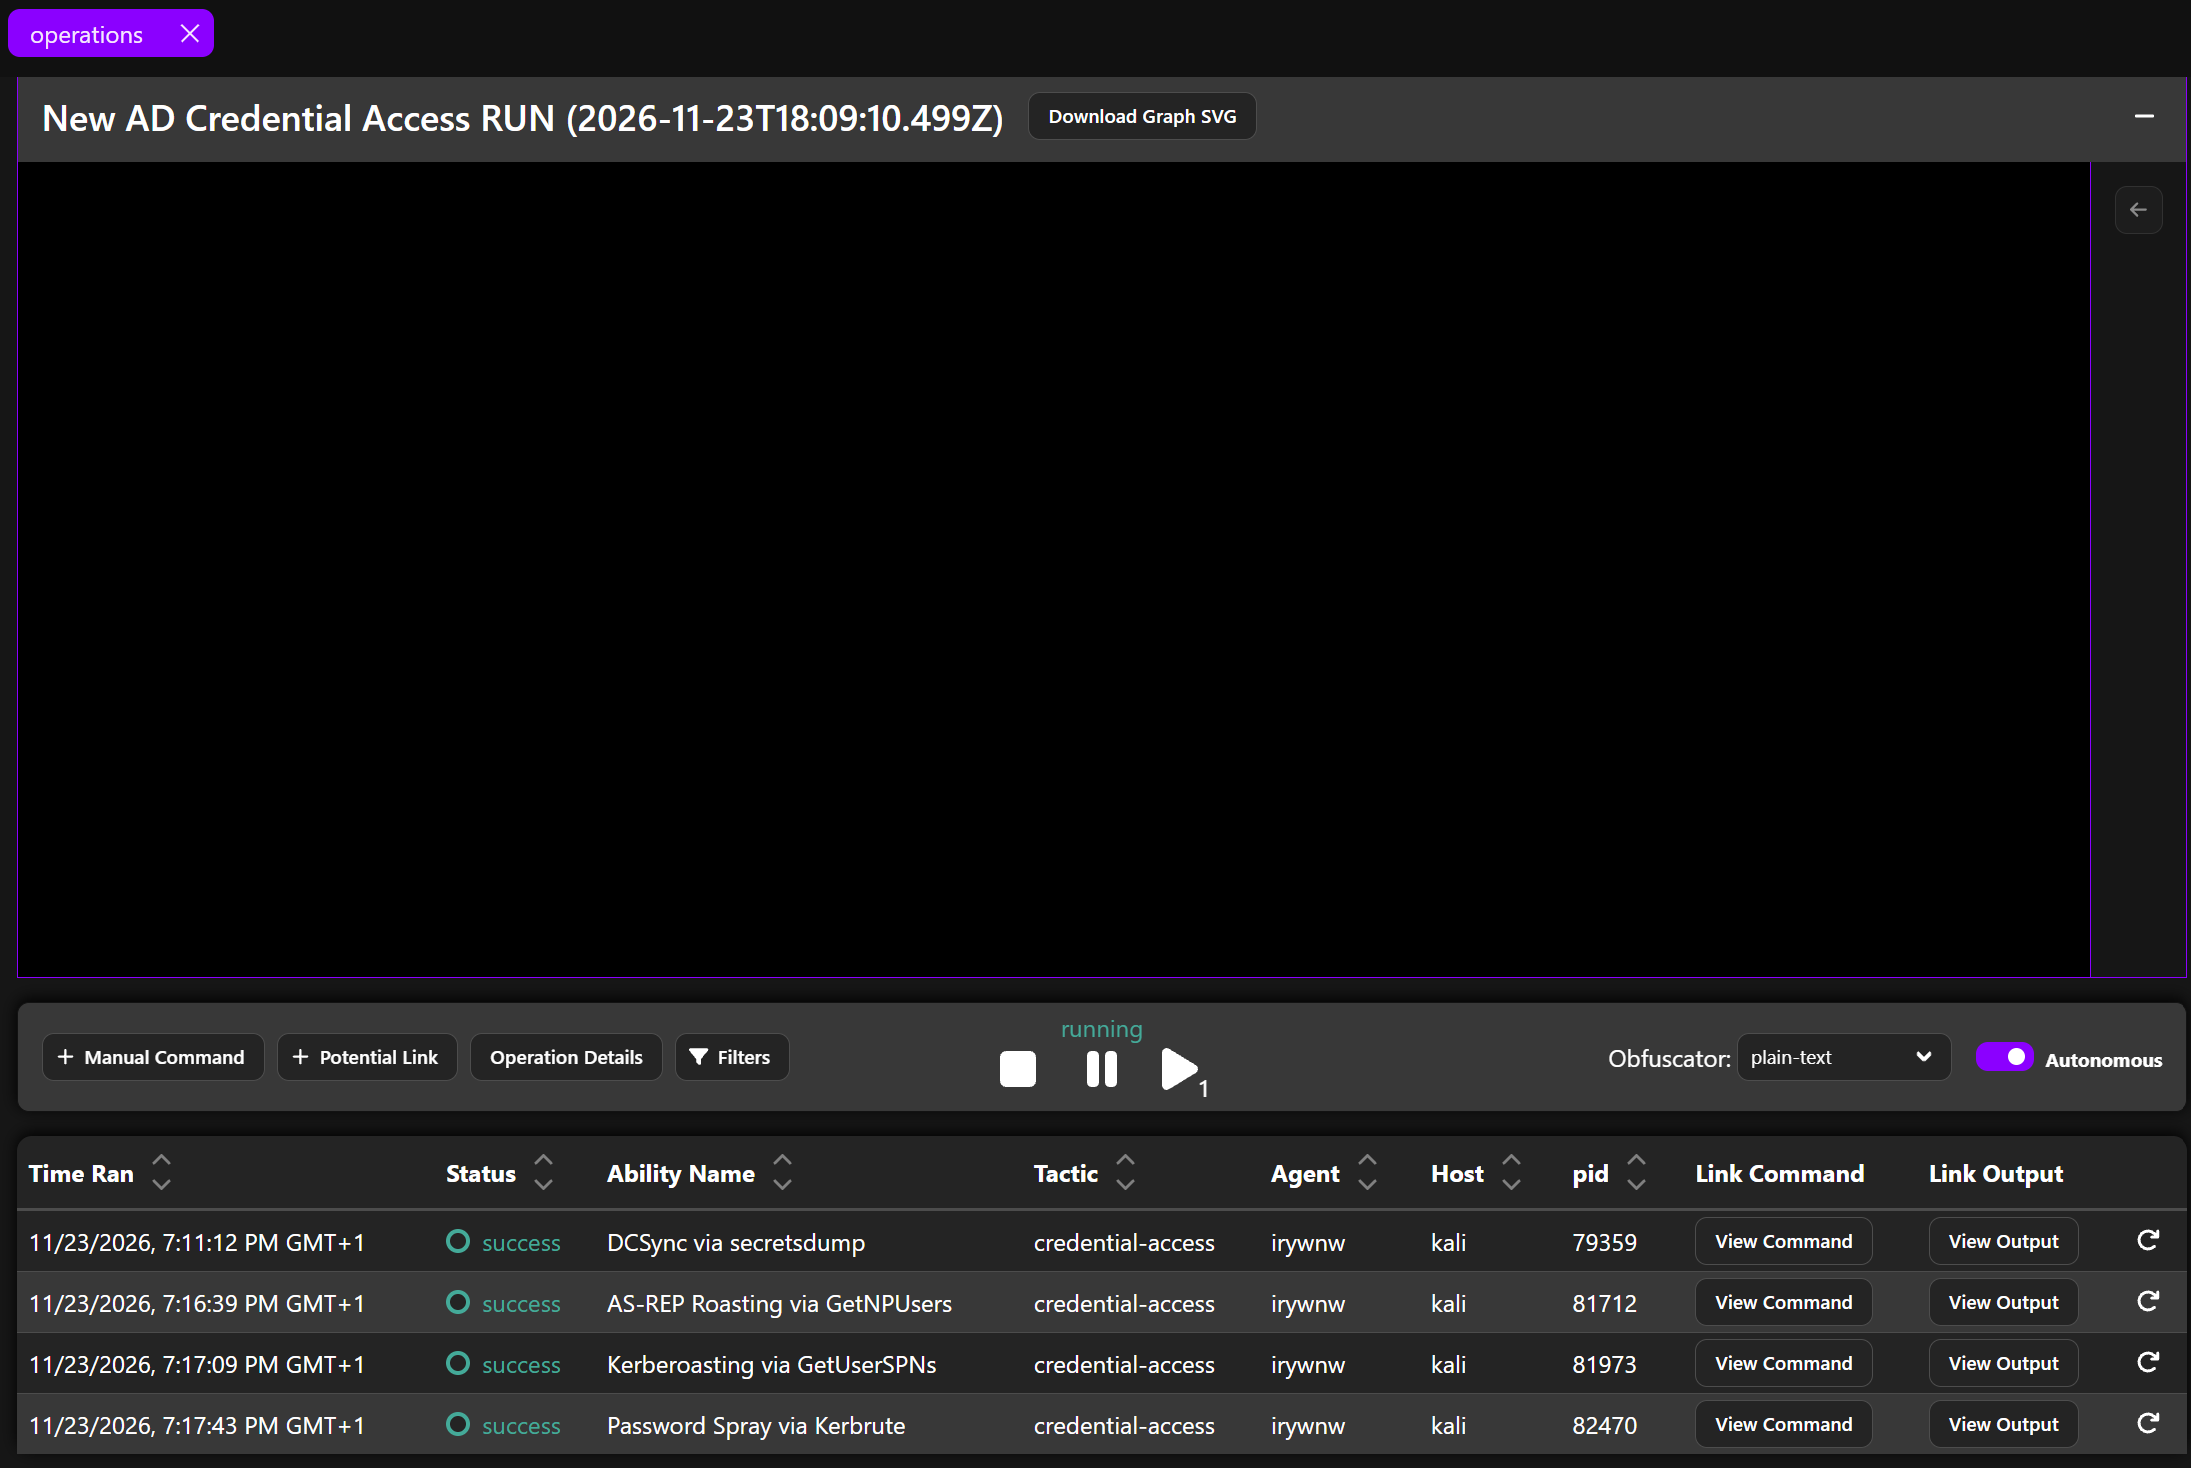 operations
New AD Credential Access RUN (2026-11-23T18:09:10.499Z) Download Graph SVG
running
Manual Command Potential Link Operation Details Filters 1 Obfuscator: plain-text Autonomous
Time Ran Status Ability Name Tactic Agent Host pid Link Command Link Output
11/23/2026, 7:11:12 PM GMT+1 success DCSync via secretsdump credential-access irywnw kali 79359 View Command View Output
11/23/2026, 7:16:39 PM GMT+1 success AS-REP Roasting via GetNPUsers credential-access irywnw kali 81712 View Command View Output
11/23/2026, 7:17:09 PM GMT+1 success Kerberoasting via GetUserSPNs credential-access irywnw kali 81973 View Command View Output
11/23/2026, 7:17:43 PM GMT+1 success Password Spray via Kerbrute credential-access irywnw kali 82470 View Command View Output